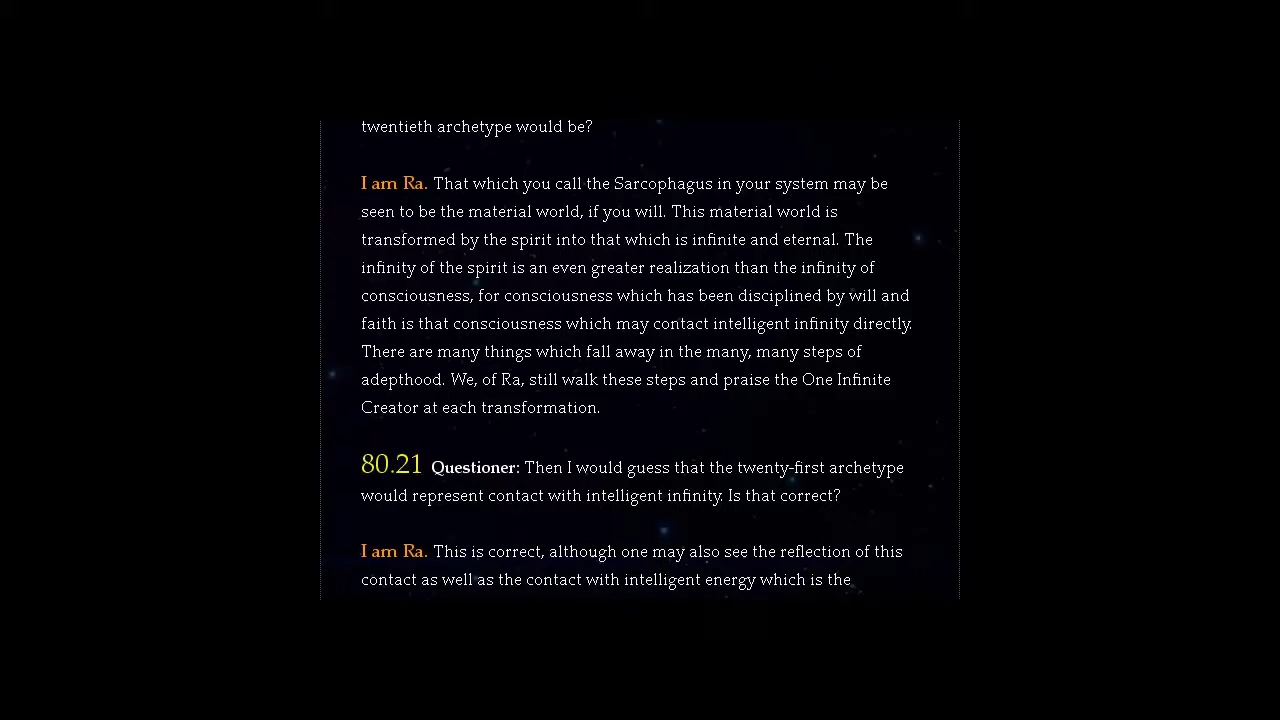 twentieth archetype would be?
I am Ra. That which you call the Sarcophagus in your system may be
seen to be the material world, if you will. This material world is
transformed by the spirit into that which is infinite and eternal. The
infinity of the spirit is an even greater realization than the infinity of
consciousness, for consciousness which has been disciplined by will and
faith is that consciousness which may contact intelligent infinity directly.
There are many things which fall away in the many, many steps of
adepthood. We, of Ra, still walk these steps and praise the One Infinite
Creator at each transformation.
80.21 Questioner: Then I would guess that the twenty-first archetype
would represent contact with intelligent infinity. Is that correct?
I am Ra. This is correct, although one may also see the reflection of this
contact as well as the contact with intelligent energy which is the